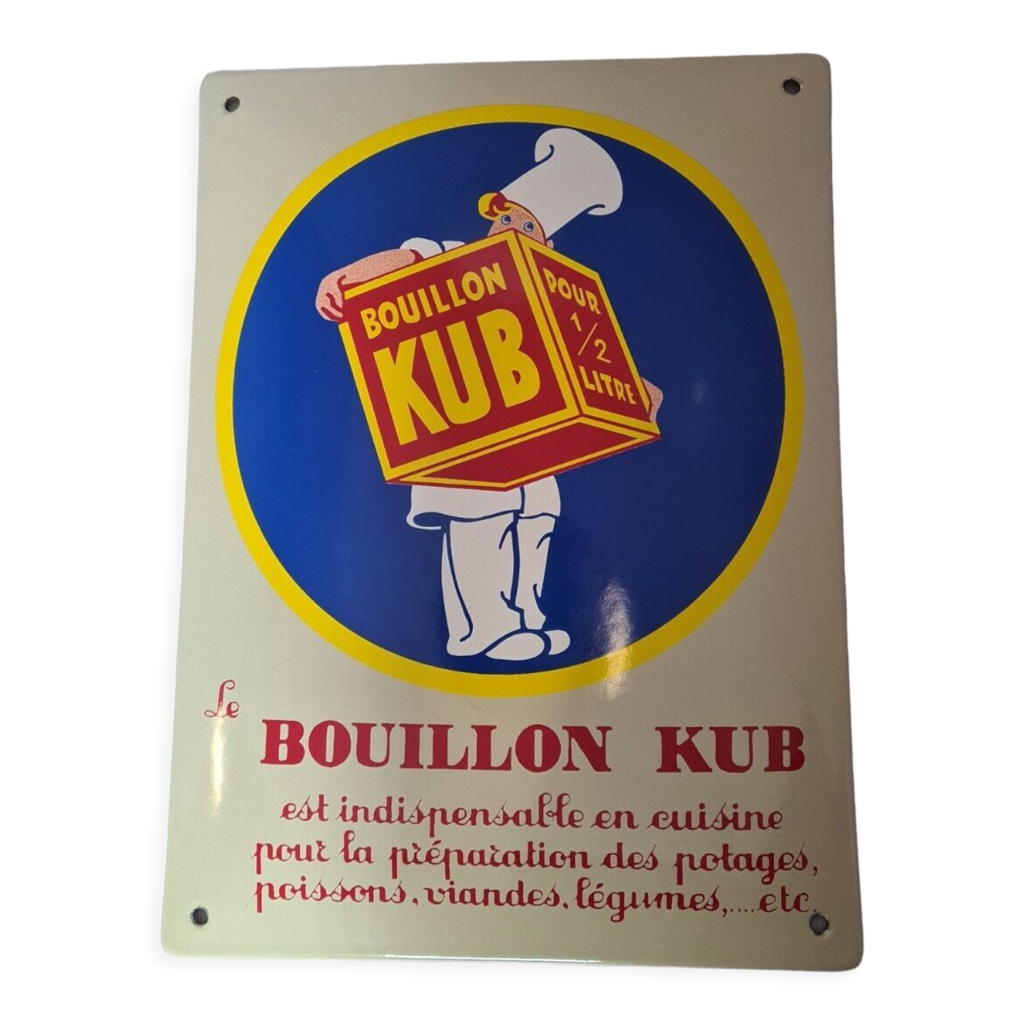 BOUILLON
KUB
POUR
1/2
LITRE
Le
BOUILLON KUB
est indispensable en cuisine
pour la préparation des potages,
poissons, viandes, légumes,....etc.